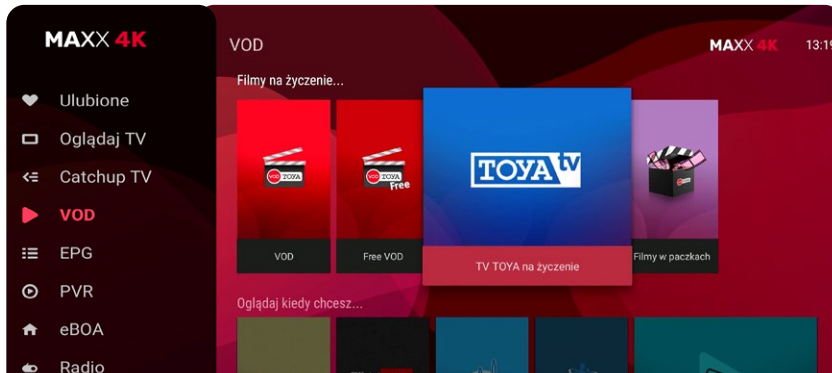 MAXX 4K
Ulubione
Oglądaj TV
Catchup TV
VOD
EPG
PVR
eBOA
Radio
VOD
MAXX 4K 13:19
Filmy na życzenie...
VOD TOYA
VOD TOYA
Free
TOYA tv
VOD
Free VOD
TV TOYA na życzenie
Filmy w paczkach
Oglądaj kiedy chcesz...